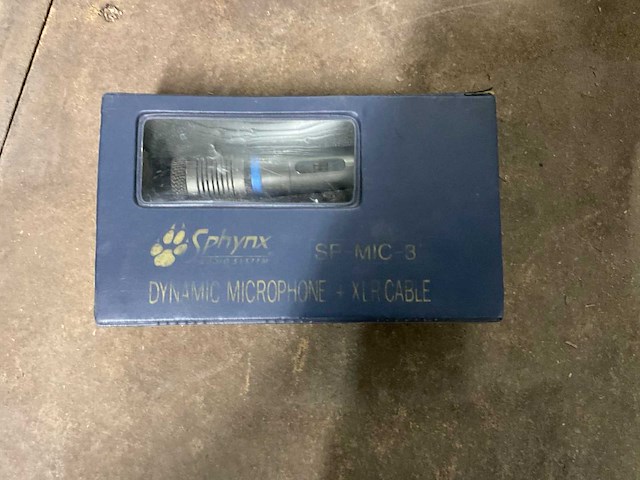 Sphynx
SP-MIC-3
DYNAMIC MICROPHONE + XLR CABLE